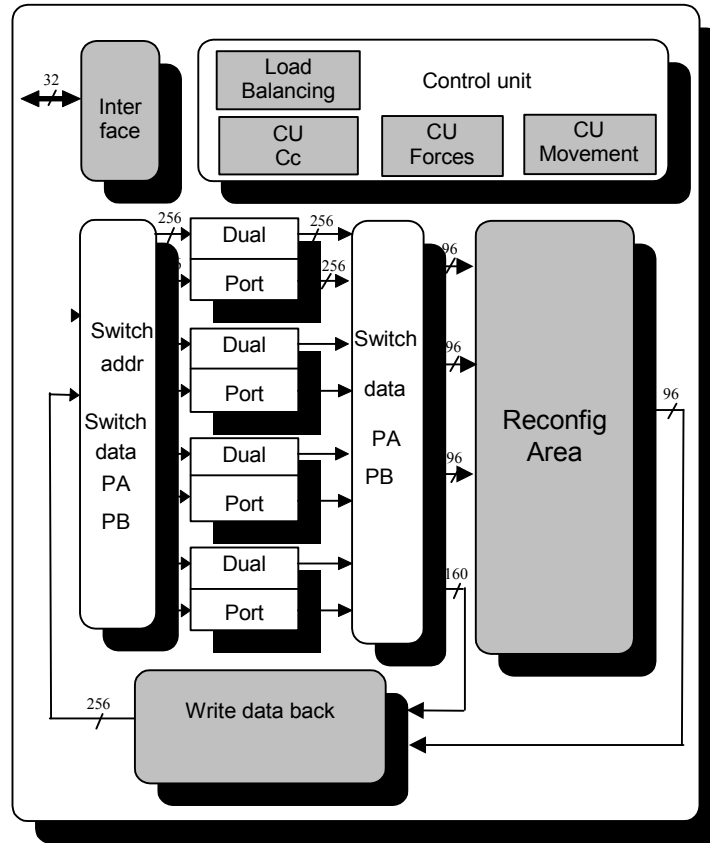 32
Inter
face
Load
Balancing
Control unit
CU
Cc
CU
Forces
CU
Movement
256
Dual
256
Port
256
96
Switch
addr
Switch
data
PA
PB
Dual
Port
Dual
Port
Dual
Port
Switch
data
PA
PB
96
96
160
Reconfig
Area
96
256
Write data back